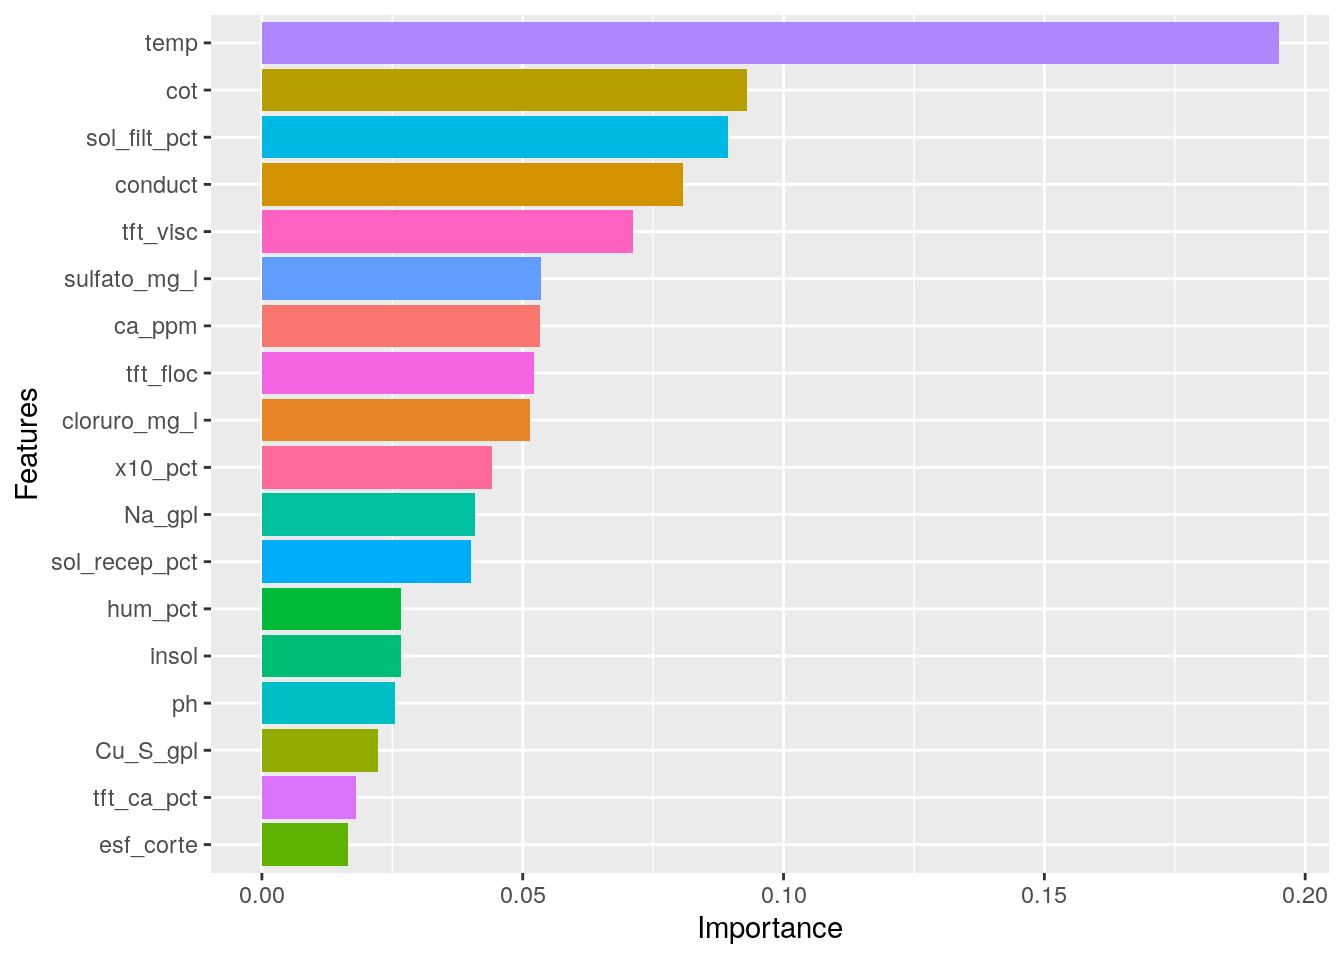 temp
cot
sol_filt_pct
conduct
tft_visc
sulfato_mg_l
ca_ppm
tft_floc
cloruro_mg_l
x10_pct
Na_gpl
sol_recep_pct
hum_pct
insol
ph
Cu_S_gpl
tft_ca_pct
esf_corte
Features
0.00 0.05 0.10 0.15 0.20
Importance